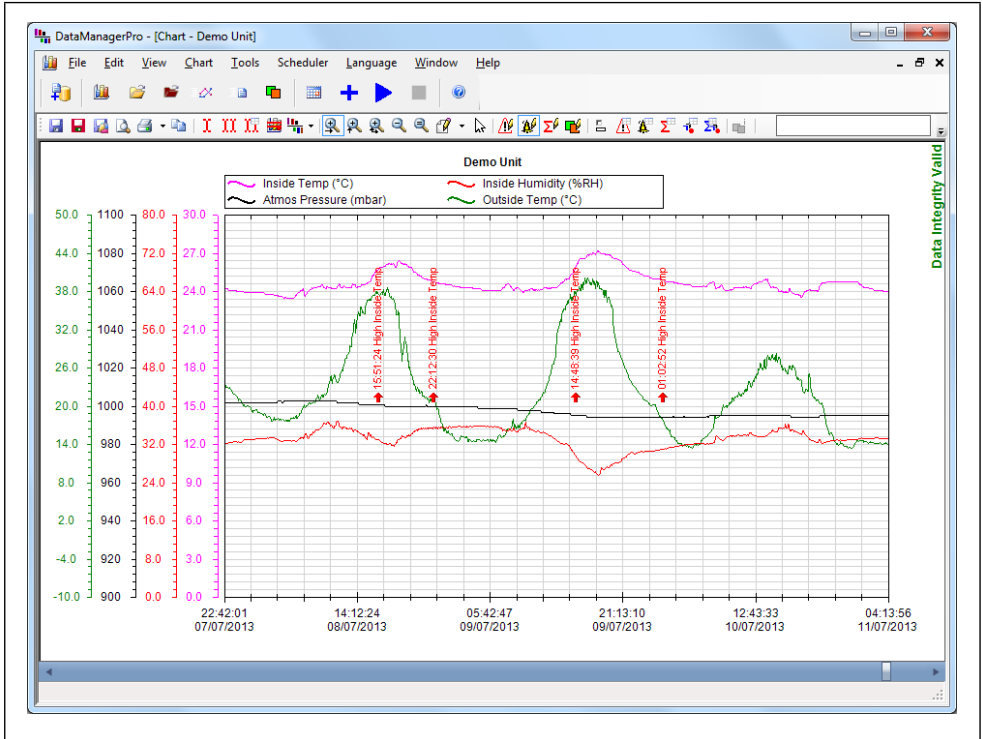 DataManagerPro - [Chart - Demo Unit]
File Edit View Chart Tools Scheduler Language Window Help
Demo Unit
Inside Temp (°C) Inside Humidity (%RH)
Atmos Pressure (mbar) Outside Temp (°C)
Data Integrity Valid
50.0 1100 80.0 30.0
44.0 1080 72.0 27.0
38.0 1060 64.0 24.0
32.0 1040 56.0 21.0
26.0 1020 48.0 18.0
20.0 1000 40.0 15.0
14.0 980 32.0 12.0
8.0 960 24.0 9.0
2.0 940 16.0 6.0
-4.0 920 8.0 3.0
-10.0 900 0.0 0.0
15:51:24 High Inside Temp
22:12:30 High Inside Temp
14:48:39 High Inside Temp
01:02:52 High Inside Temp
22:42:01 14:12:24 05:42:47 21:13:10 12:43:33 04:13:56
07/07/2013 08/07/2013 09/07/2013 09/07/2013 10/07/2013 11/07/2013